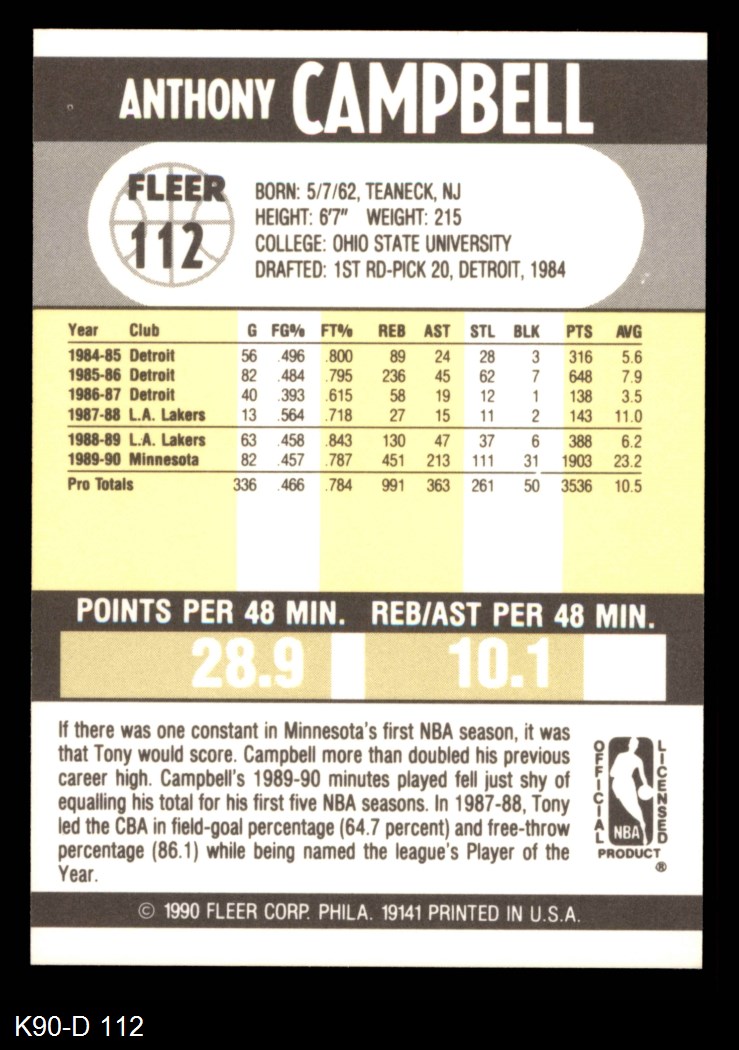 ANTHONY CAMPBELL
FLEER
112
BORN: 5/7/62, TEANECK, NJ
HEIGHT: 6'7" WEIGHT: 215
COLLEGE: OHIO STATE UNIVERSITY
DRAFTED: 1ST RD-PICK 20, DETROIT, 1984
Year Club G FG% FT% REB AST STL BLK PTS AVG
1984-85 Detroit 56 .496 .800 89 24 28 3 316 5.6
1985-86 Detroit 82 .484 .795 236 45 62 7 648 7.9
1986-87 Detroit 40 .393 .615 58 19 12 1 138 3.5
1987-88 L.A. Lakers 13 .564 .718 27 15 11 2 143 11.0
1988-89 L.A. Lakers 63 .458 .843 130 47 37 6 388 6.2
1989-90 Minnesota 82 .457 .787 451 213 111 31 1903 23.2
Pro Totals 336 .466 .784 991 363 261 50 3536 10.5
POINTS PER 48 MIN. REB/AST PER 48 MIN.
28.9 10.1
If there was one constant in Minnesota's first NBA season, it was
that Tony would score. Campbell more than doubled his previous
career high. Campbell's 1989-90 minutes played fell just shy of
equalling his total for his first five NBA seasons. In 1987-88, Tony
led the CBA in field-goal percentage (64.7 percent) and free-throw
percentage (86.1) while being named the league's Player of the
Year.
OFFICIAL
LICENSED
NBA
PRODUCT
®
© 1990 FLEER CORP. PHILA. 19141 PRINTED IN U.S.A.
K90-D 112